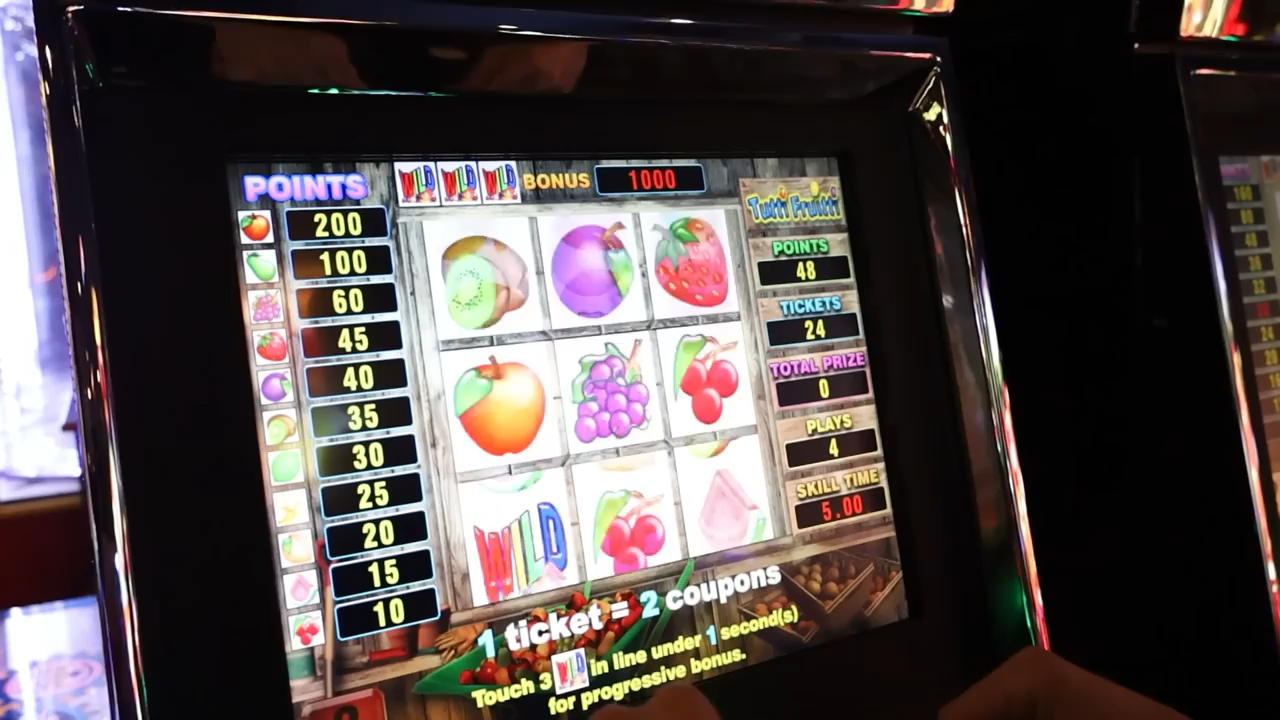 POINTS
WILD WILD WILD BONUS 1000
Tutti Fruitti
200
100
60
45
40
35
30
25
20
15
10
POINTS
48
TICKETS
24
TOTAL PRIZE
0
PLAYS
4
SKILL TIME
5.00
WILD
1 ticket = 2 coupons
Touch 3 WILD in line under 1 second(s)
for progressive bonus.